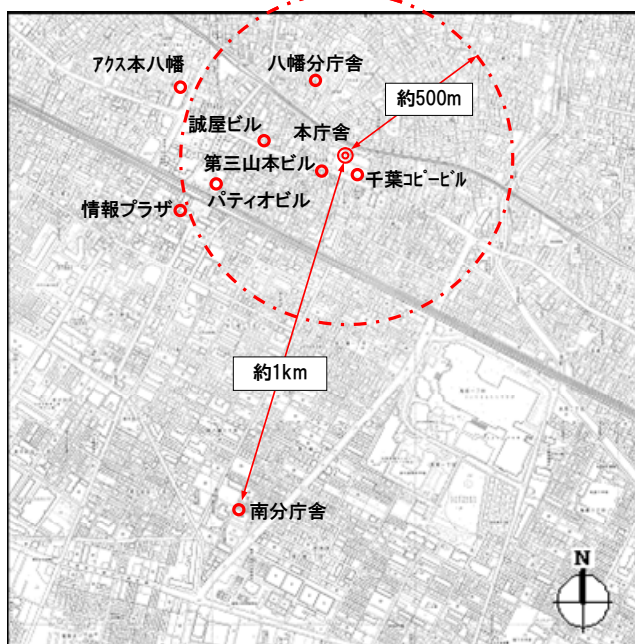 アクス本八幡
八幡分庁舎
約500m
誠屋ビル
本庁舎
第三山本ビル
千葉コピービル
パティオビル
情報プラザ
約1km
南分庁舎
N